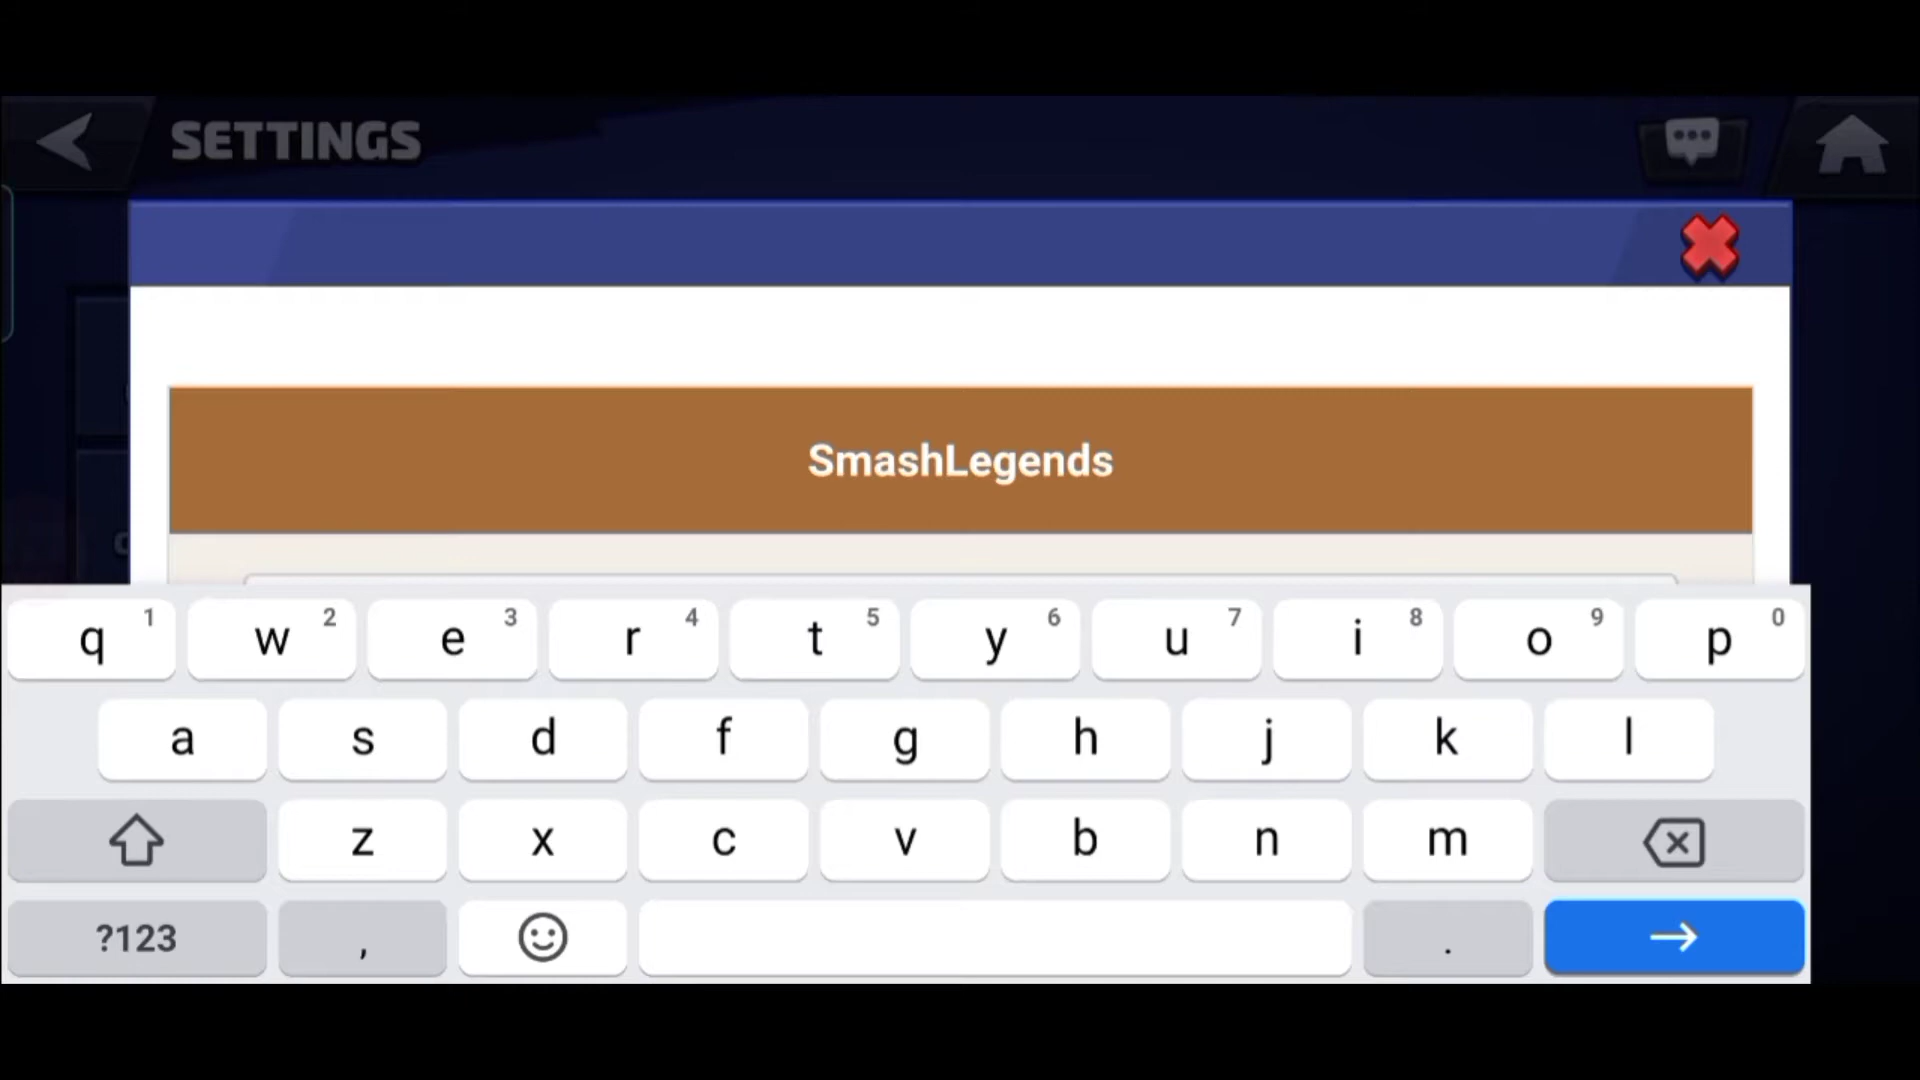 SETTINGS
SmashLegends
q 1 w 2 e 3 r 4 t 5 y 6 u 7 i 8 o 9 p 0
a s d f g h j k l
z x c v b n m
?123 , .